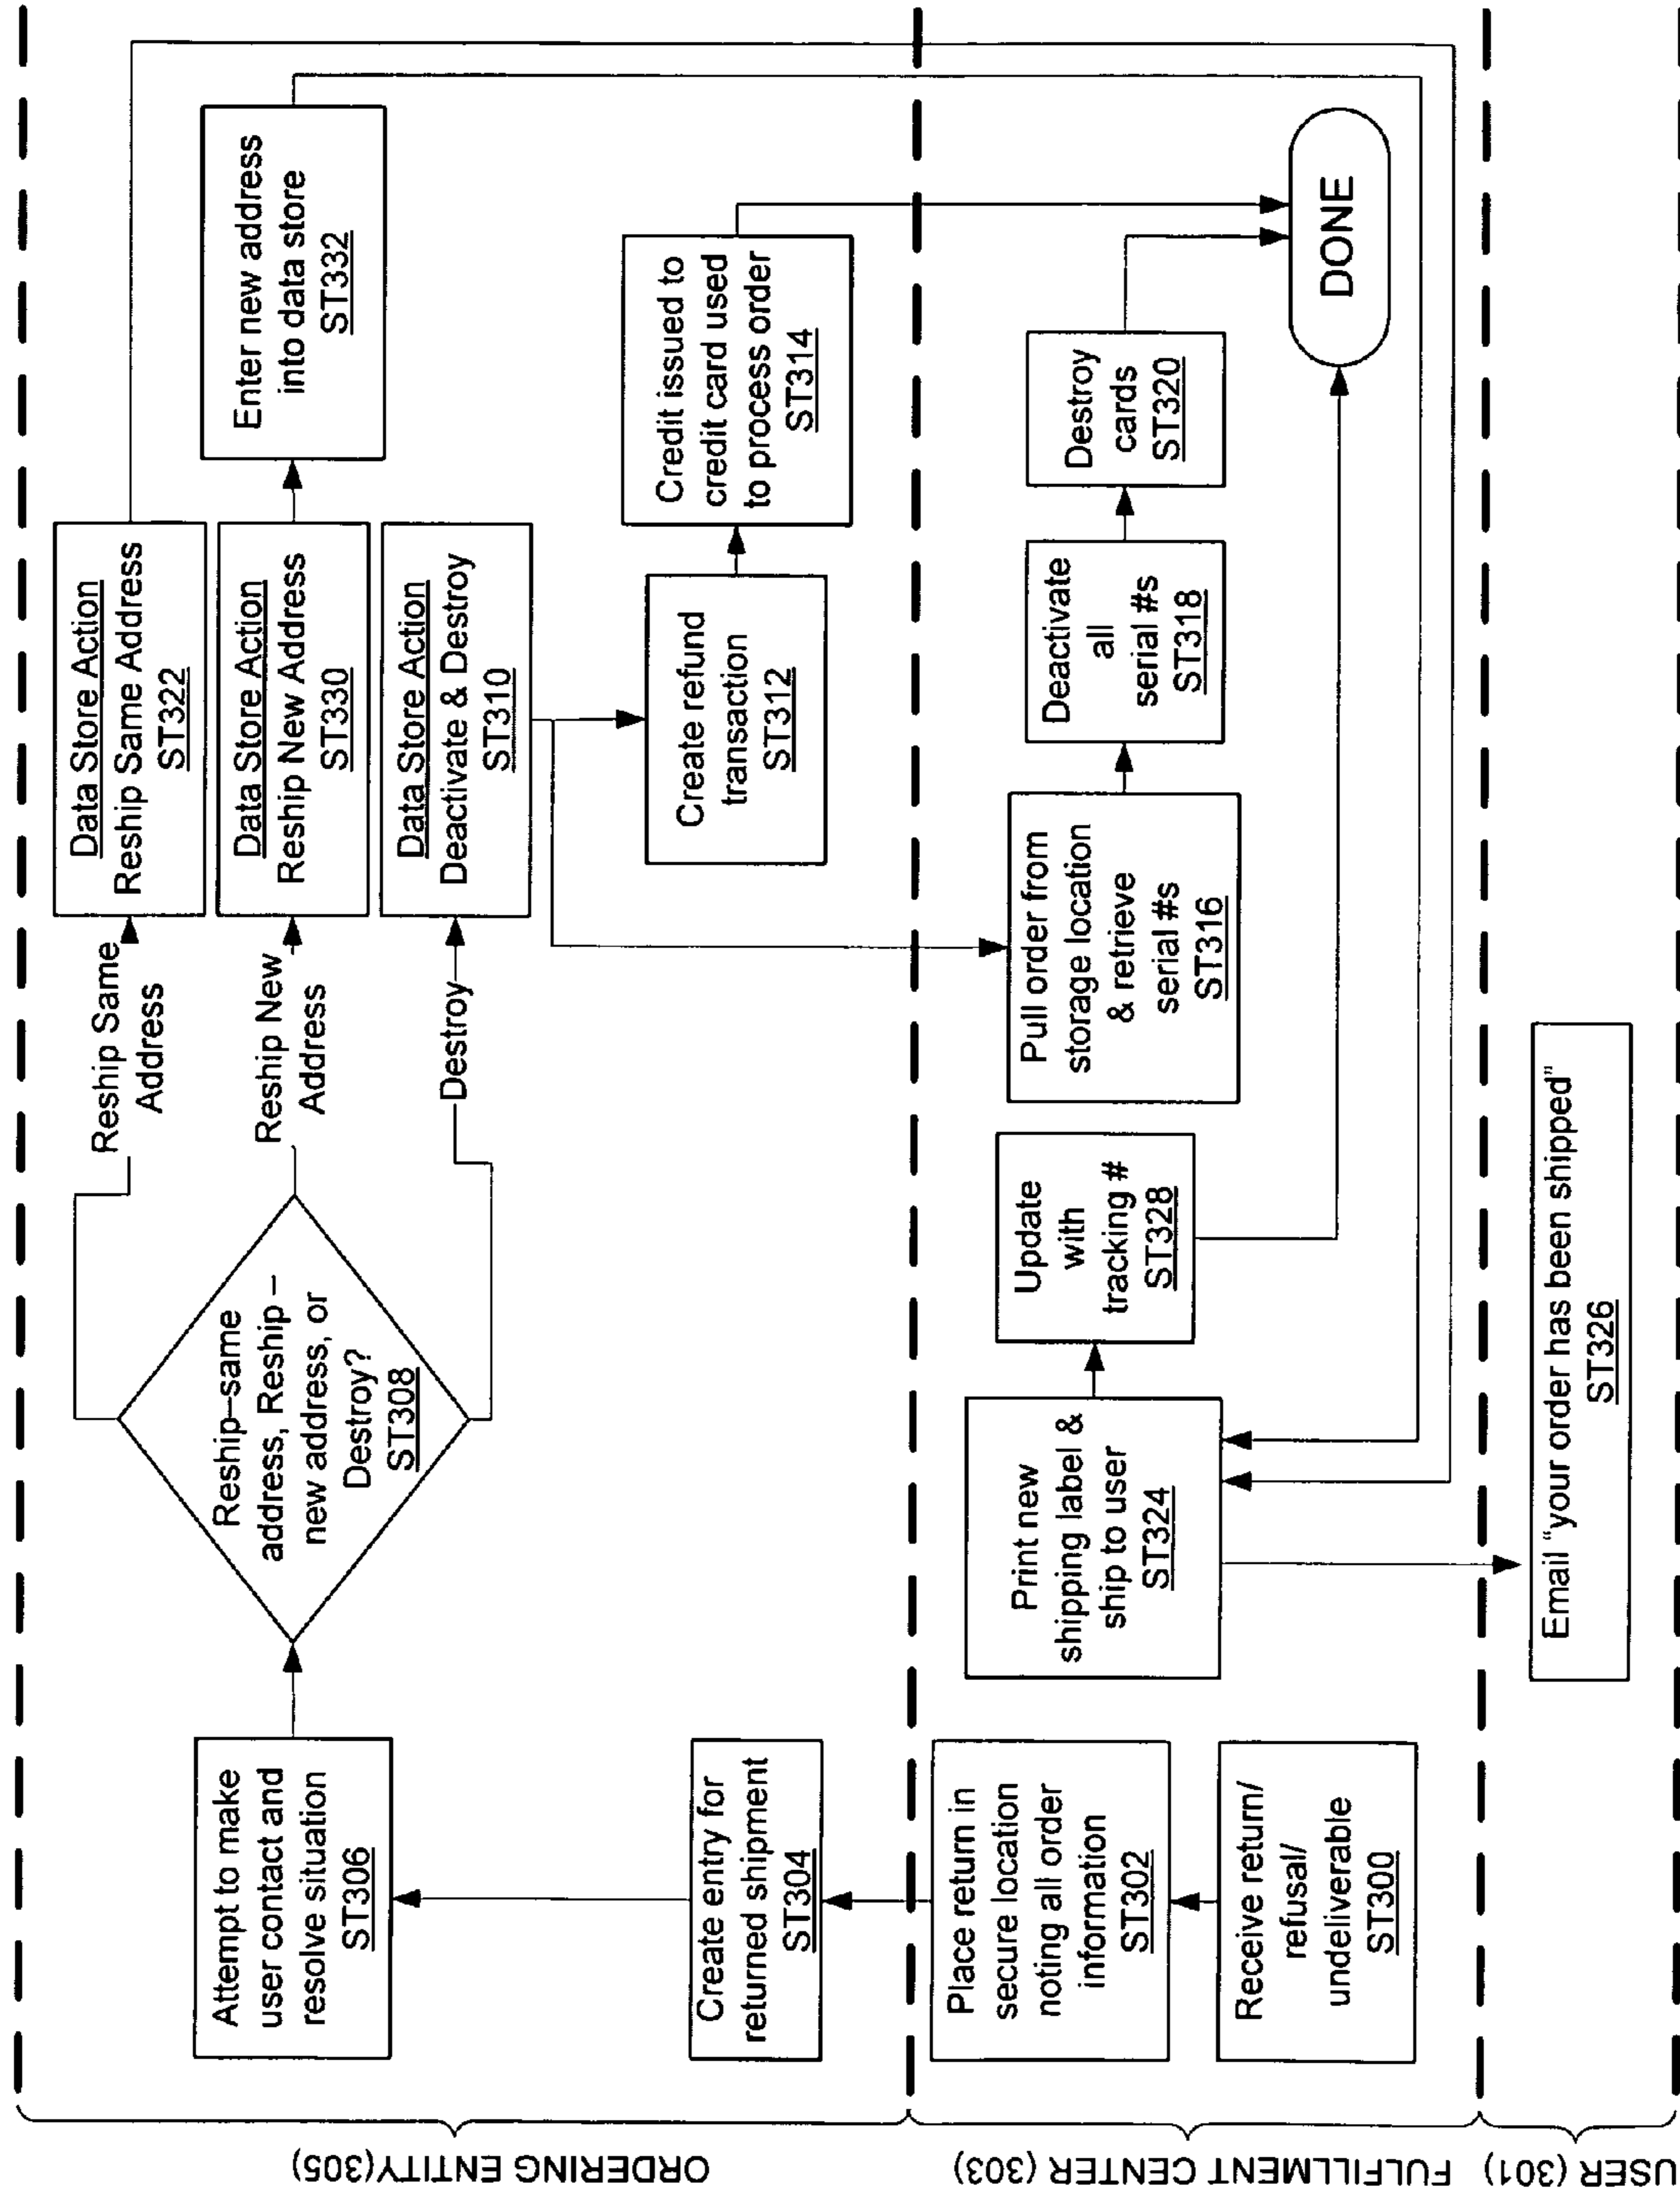 ORDERING ENTITY(305)
Attempt to make
user contact and
resolve situation
ST306
Reship–same
address, Reship –
new address, or
Destroy?
ST308
Reship Same
Address
Reship New
Address
Destroy
Data Store Action
Reship Same Address
ST322
Data Store Action
Reship New Address
ST330
Data Store Action
Deactivate & Destroy
ST310
Enter new address
into data store
ST332
Create entry for
returned shipment
ST304
Create refund
transaction
ST312
Credit issued to
credit card used
to process order
ST314
FULFILLMENT CENTER (303)
Place return in
secure location
noting all order
information
ST302
Receive return/
refusal/
undeliverable
ST300
Print new
shipping label &
ship to user
ST324
Update
with
tracking #
ST328
Pull order from
storage location
& retrieve
serial #s
ST316
Deactivate
all
serial #s
ST318
Destroy
cards
ST320
DONE
USER (301)
Email “your order has been shipped”
ST326